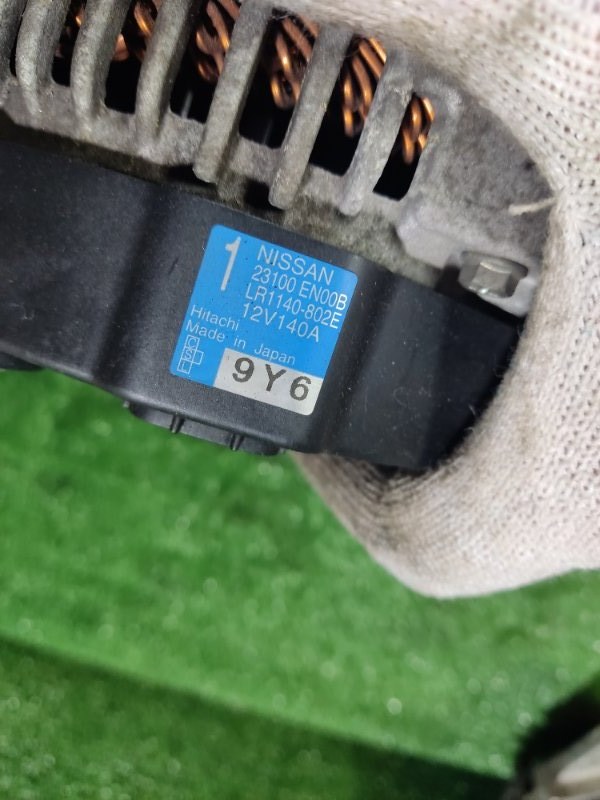 1
NISSAN
23100 EN00B
LR1140-802E
12V140A
Hitachi
Made in Japan
9Y6